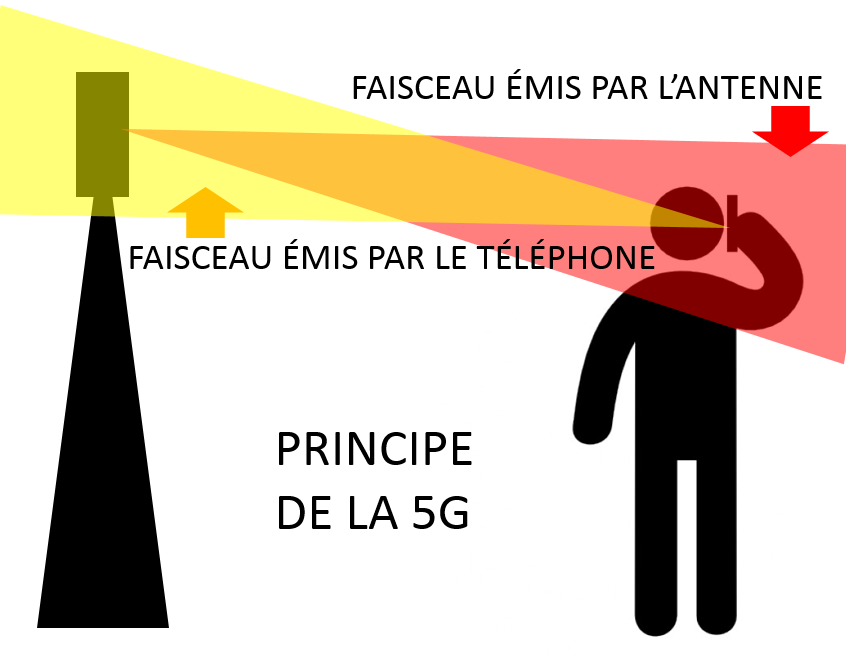 FAISCEAU ÉMIS PAR L’ANTENNE
FAISCEAU ÉMIS PAR LE TÉLÉPHONE
PRINCIPE
DE LA 5G